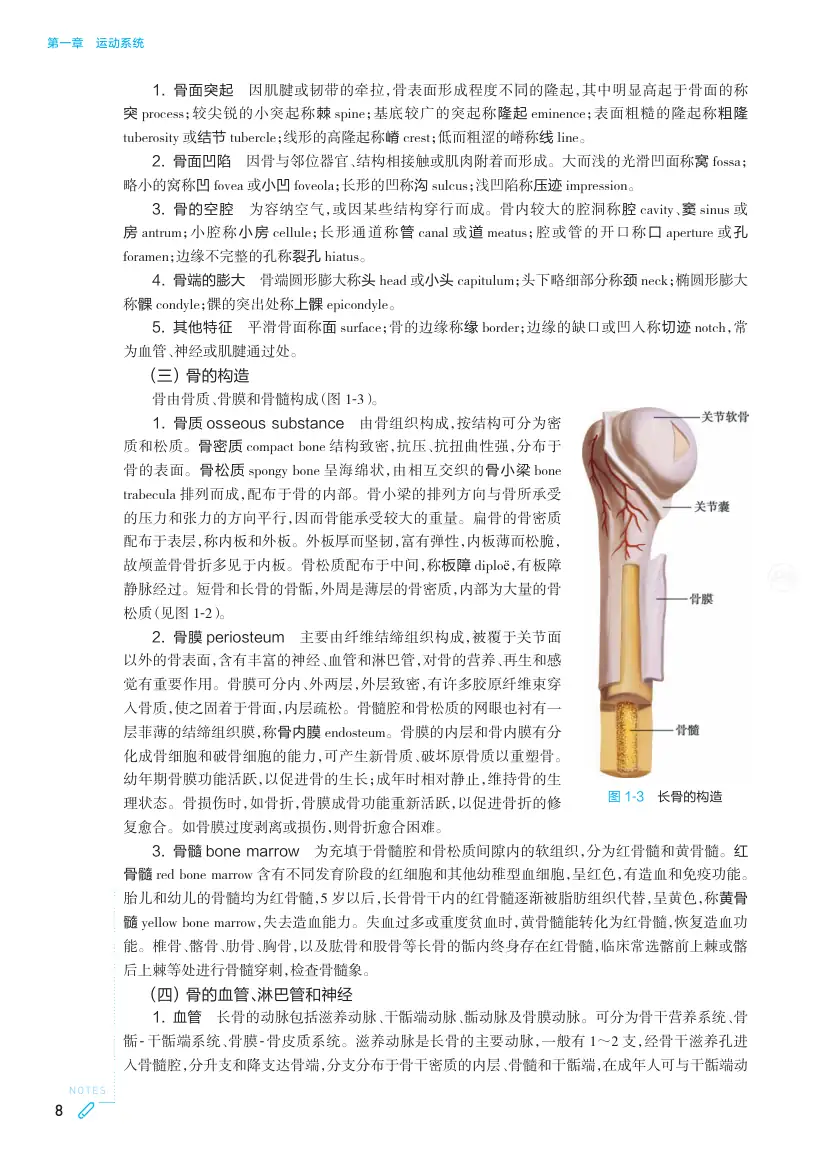 第一章 运动系统
1. 骨面突起 因肌腱或韧带的牵拉,骨表面形成程度不同的隆起,其中明显高起于骨面的称
突 process;较尖锐的小突起称棘 spine;基底较广的突起称隆起 eminence;表面粗糙的隆起称粗隆
tuberosity 或结节 tubercle;线形的高隆起称嵴 crest;低而粗涩的嵴称线 line。
2. 骨面凹陷 因骨与邻位器官、结构相接触或肌肉附着而形成。大而浅的光滑凹面称窝 fossa;
略小的窝称凹 fovea 或小凹 foveola;长形的凹称沟 sulcus;浅凹陷称压迹 impression。
3. 骨的空腔 为容纳空气,或因某些结构穿行而成。骨内较大的腔洞称腔 cavity、窦 sinus 或
房 antrum;小腔称小房 cellule;长形通道称管 canal 或道 meatus;腔或管的开口称口 aperture 或孔
foramen;边缘不完整的孔称裂孔 hiatus。
4. 骨端的膨大 骨端圆形膨大称头 head 或小头 capitulum;头下略细部分称颈 neck;椭圆形膨大
称髁 condyle;髁的突出处称上髁 epicondyle。
5. 其他特征 平滑骨面称面 surface;骨的边缘称缘 border;边缘的缺口或凹入称切迹 notch,常
为血管、神经或肌腱通过处。
(三)骨的构造
骨由骨质、骨膜和骨髓构成(图 1-3)。
1. 骨质 osseous substance 由骨组织构成,按结构可分为密
质和松质。骨密质 compact bone 结构致密,抗压、抗扭曲性强,分布于
骨的表面。骨松质 spongy bone 呈海绵状,由相互交织的骨小梁 bone
trabecula 排列而成,配布于骨的内部。骨小梁的排列方向与骨所承受
的压力和张力的方向平行,因而骨能承受较大的重量。扁骨的骨密质
配布于表层,称内板和外板。外板厚而坚韧,富有弹性,内板薄而松脆,
故颅盖骨骨折多见于内板。骨松质配布于中间,称板障 diploë,有板障
静脉经过。短骨和长骨的骨骺,外周是薄层的骨密质,内部为大量的骨
松质(见图 1-2)。
2. 骨膜 periosteum 主要由纤维结缔组织构成,被覆于关节面
以外的骨表面,含有丰富的神经、血管和淋巴管,对骨的营养、再生和感
觉有重要作用。骨膜可分内、外两层,外层致密,有许多胶原纤维束穿
入骨质,使之固着于骨面,内层疏松。骨髓腔和骨松质的网眼也衬有一
层菲薄的结缔组织膜,称骨内膜 endosteum。骨膜的内层和骨内膜有分
化成骨细胞和破骨细胞的能力,可产生新骨质、破坏原骨质以重塑骨。
幼年期骨膜功能活跃,以促进骨的生长;成年时相对静止,维持骨的生
理状态。骨损伤时,如骨折,骨膜成骨功能重新活跃,以促进骨折的修
复愈合。如骨膜过度剥离或损伤,则骨折愈合困难。
关节软骨
关节囊
骨膜
骨髓
图 1-3 长骨的构造
3. 骨髓 bone marrow 为充填于骨髓腔和骨松质间隙内的软组织,分为红骨髓和黄骨髓。红
骨髓 red bone marrow 含有不同发育阶段的红细胞和其他幼稚型血细胞,呈红色,有造血和免疫功能。
胎儿和幼儿的骨髓均为红骨髓,5 岁以后,长骨骨干内的红骨髓逐渐被脂肪组织代替,呈黄色,称黄骨
髓 yellow bone marrow,失去造血能力。失血过多或重度贫血时,黄骨髓能转化为红骨髓,恢复造血功
能。椎骨、髂骨、肋骨、胸骨,以及肱骨和股骨等长骨的骺内终身存在红骨髓,临床常选髂前上棘或髂
后上棘等处进行骨髓穿刺,检查骨髓象。
(四)骨的血管、淋巴管和神经
1. 血管 长骨的动脉包括滋养动脉、干骺端动脉、骺动脉及骨膜动脉。可分为骨干营养系统、骨
骺-干骺端系统、骨膜-骨皮质系统。滋养动脉是长骨的主要动脉,一般有 1～2 支,经骨干滋养孔进
入骨髓腔,分升支和降支达骨端,分支分布于骨干密质的内层、骨髓和干骺端,在成年人可与干骺端动
NOTES
8